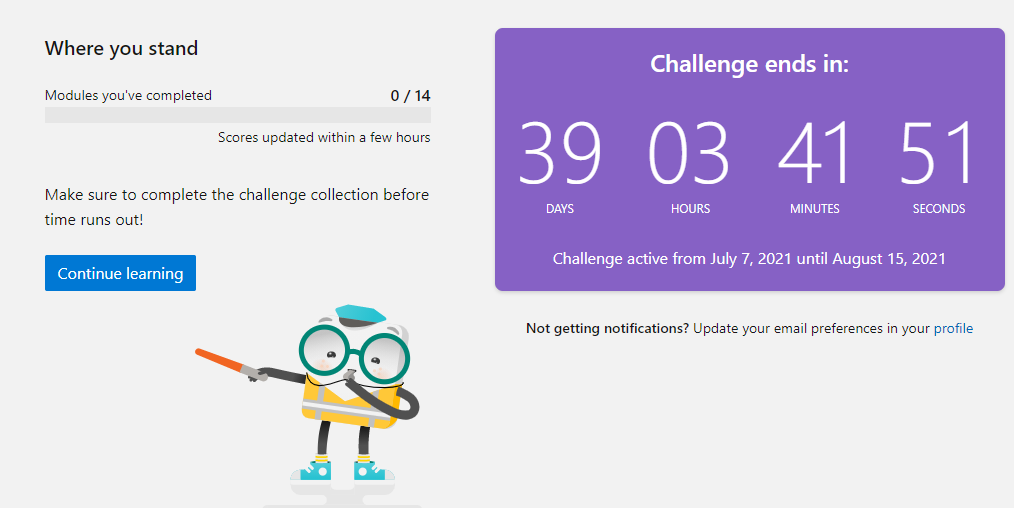 Where you stand
Modules you've completed 0 / 14
Scores updated within a few hours
Make sure to complete the challenge collection before
time runs out!
Continue learning
Challenge ends in:
39 03 41 51
DAYS HOURS MINUTES SECONDS
Challenge active from July 7, 2021 until August 15, 2021
Not getting notifications? Update your email preferences in your profile